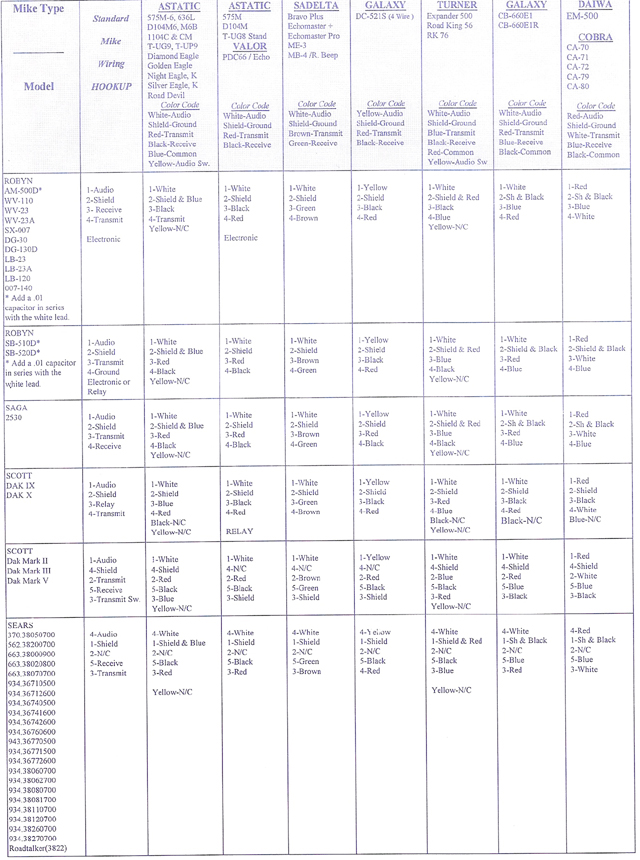 Mike Type
Model
Standard
Mike
Wiring
HOOKUP
ASTATIC
575M-6, 636L
D104M6, M6B
1104C & CM
T-UG9, T-UP9
Diamond Eagle
Golden Eagle
Night Eagle, K
Silver Eagle, K
Road Devil
Color Code
White-Audio
Shield-Ground
Red-Transmit
Black-Receive
Blue-Common
Yellow-Audio Sw.
ASTATIC
575M
D104M
T-UG8 Stand
VALOR
PDC66 / Echo
Color Code
White-Audio
Shield-Ground
Red-Transmit
Black-Receive
SADELTA
Bravo Plus
Echomaster +
Echomaster Pro
ME-3
MB-4 /R. Beep
Color Code
White-Audio
Shield-Ground
Brown-Transmit
Green-Receive
GALAXY
DC-521S (4 Wire)
Color Code
Yellow-Audio
Shield-Ground
Red-Transmit
Black-Receive
TURNER
Expander 500
Road King 56
RK 76
Color Code
White-Audio
Shield-Ground
Blue-Transmit
Black-Receive
Red-Common
Yellow-Audio Sw
GALAXY
CB-660E1
CB-660E1R
Color Code
White-Audio
Shield-Ground
Red-Transmit
Blue-Receive
Black-Common
DAIWA
EM-500
COBRA
CA-70
CA-71
CA-72
CA-79
CA-80
Color Code
Red-Audio
Shield-Ground
White-Transmit
Blue-Receive
Black-Common
ROBYN
AM-500D*
WV-110
WV-23
WV-23A
SX-007
DG-30
DG-130D
LB-23
LB-23A
LB-120
007-140
* Add a .01
capacitor in series
with the white lead.
1-Audio
2-Shield
3- Receive
4-Transmit
Electronic
1-White
2-Shield & Blue
3-Black
4-Transmit
Yellow-N/C
1-White
2-Shield
3-Black
4-Red
Electronic
1-White
2-Shield
3-Green
4-Brown
1-Yellow
2-Shield
3-Black
4-Red
1-White
2-Shield & Red
3-Black
4-Blue
Yellow-N/C
1-White
2-Sh & Black
3-Blue
4-Red
1-Red
2-Sh & Black
3-Blue
4-White
ROBYN
SB-510D*
SB-520D*
* Add a .01 capacitor
in series with the
white lead.
1-Audio
2-Shield
3-Transmit
4-Ground
Electronic or
Relay
1-White
2-Shield & Blue
3-Red
4-Black
Yellow-N/C
1-White
2-Shield
3-Red
4-Black
1-White
2-Shield
3-Brown
4-Green
1-Yellow
2-Shield
3-Black
4-Red
1-White
2-Shield & Red
3-Blue
4-Black
Yellow-N/C
1-White
2-Shield & Black
3-Red
4-Blue
1-Red
2-Shield & Black
3-White
4-Blue
SAGA
2530
1-Audio
2-Shield
3-Transmit
4-Receive
1-White
2-Shield & Blue
3-Red
4-Black
Yellow-N/C
1-White
2-Shield
3-Red
4-Black
1-White
2-Shield
3-Brown
4-Green
1-Yellow
2-Shield
3-Red
4-Black
1-White
2-Shield & Red
3-Blue
4-Black
Yellow-N/C
1-White
2-Sh & Black
3-Red
4-Blue
1-Red
2-Sh & Black
3-White
4-Blue
SCOTT
DAK IX
DAK X
1-Audio
2-Shield
3-Relay
4-Transmit
1-White
2-Shield
3-Blue
4-Red
Black-N/C
Yellow-N/C
1-White
2-Shield
3-Black
4-Red
RELAY
1-White
2-Shield
3-Green
4-Brown
1-Yellow
2-Shield
3-Black
4-Red
1-White
2-Shield
3-Red
4-Blue
Black-N/C
Yellow-N/C
1-White
2-Shield
3-Black
4-Red
Black-N/C
1-Red
2-Shield
3-Black
4-White
Blue-N/C
SCOTT
Dak Mark II
Dak Mark III
Dak Mark V
1-Audio
4-Shield
2-Transmit
5-Receive
3-Transmit Sw.
1-White
4-Shield
2-Red
5-Black
3-Blue
Yellow-N/C
1-White
4-N/C
2-Red
5-Black
3-Shield
1-White
4-N/C
2-Brown
5-Green
3-Shield
1-Yellow
4-N/C
2-Red
5-Black
3-Shield
1-White
4-Shield
2-Blue
5-Black
3-Red
Yellow-N/C
1-White
4-Shield
2-Red
5-Blue
3-Black
1-Red
4-Shield
2-White
5-Blue
3-Black
SEARS
370.38050700
562.38200700
663.38000900
663.38020800
663.38070700
934.36710500
934.36712600
934.36740500
934.36741600
934.36742600
934.36760600
943.36770500
934.36771500
934.36772600
934.38060700
934.38062700
934.38080700
934.38081700
934.38110700
934.38120700
934.38260700
934.38270700
Roadtalker(3822)
4-Audio
1-Shield
2-N/C
5-Receive
3-Transmit
4-White
1-Shield & Blue
2-N/C
5-Black
3-Red
Yellow-N/C
4-White
1-Shield
2-N/C
5-Black
3-Red
4-White
1-Shield
2-N/C
5-Green
3-Brown
4-Yellow
1-Shield
2-N/C
5-Black
4-Red
4-White
1-Shield & Red
2-N/C
5-Black
3-Blue
Yellow-N/C
4-White
1-Sh & Black
2-N/C
5-Blue
3-Red
4-Red
1-Sh & Black
2-N/C
5-Blue
3-White